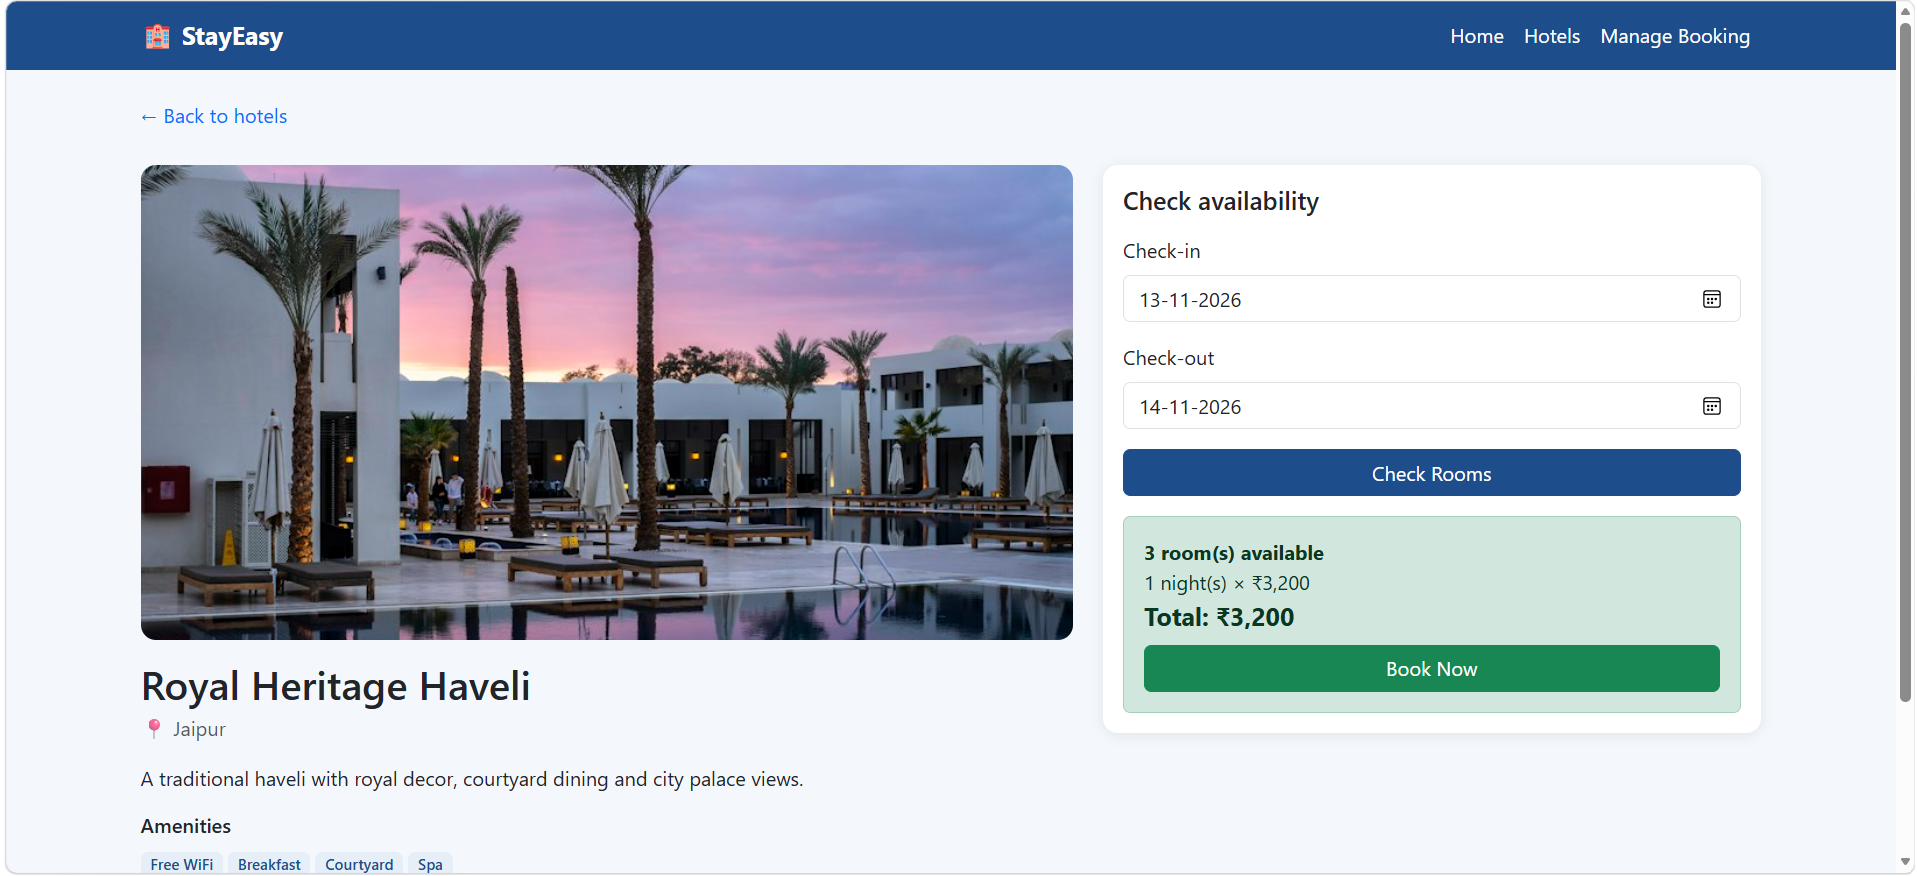 StayEasy
Home Hotels Manage Booking
← Back to hotels
Check availability
Check-in
13-11-2026
Check-out
14-11-2026
Check Rooms
3 room(s) available
1 night(s) × ₹3,200
Total: ₹3,200
Book Now
Royal Heritage Haveli
Jaipur
A traditional haveli with royal decor, courtyard dining and city palace views.
Amenities
Free WiFi Breakfast Courtyard Spa